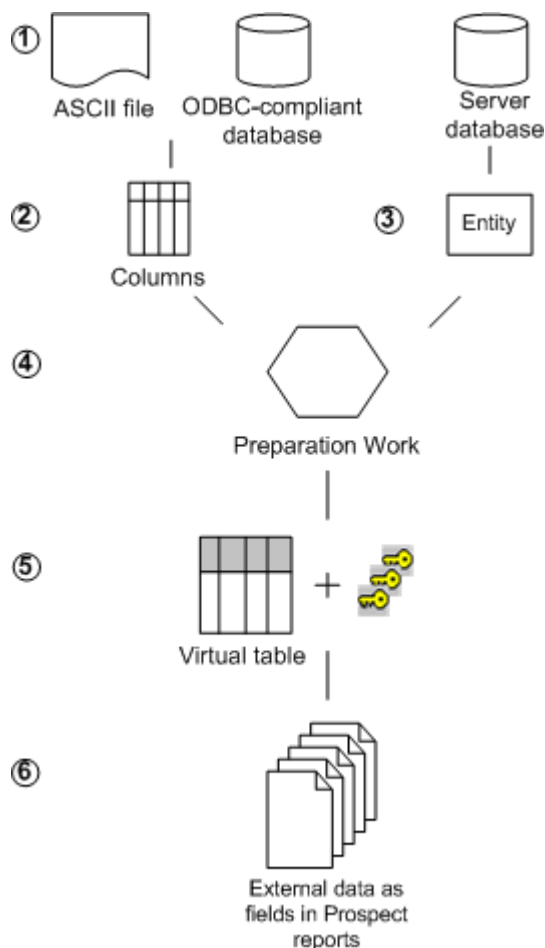 1
ASCII file
ODBC-compliant
database
Server
database
2
Columns
3
Entity
4
Preparation Work
5
+
Virtual table
6
External data as
fields in Prospect
reports